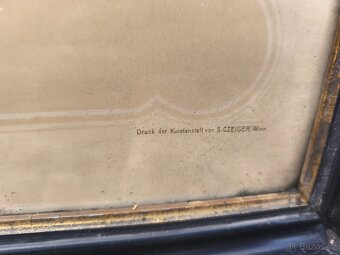 Druck der Kunstanstalt von S. CZEIGER, Wien.